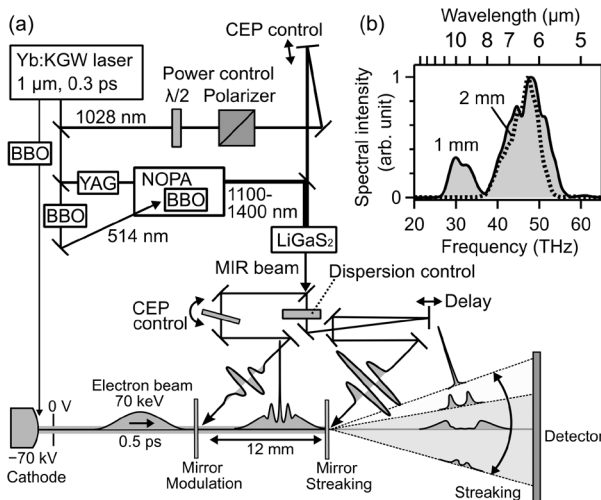 (a)
CEP control
Yb:KGW laser
1 μm, 0.3 ps
Power control
λ/2 Polarizer
1028 nm
BBO
YAG
NOPA
BBO
1100-
1400 nm
BBO
514 nm
LiGaS₂
MIR beam
Dispersion control
CEP
control
Delay
Electron beam
70 keV
0 V
0.5 ps
12 mm
−70 kV
Cathode
Mirror
Modulation
Mirror
Streaking
Detector
Streaking
(b)
Wavelength (μm)
10 8 7 6 5
Spectral intensity
(arb. unit)
1
0
2 mm
1 mm
20 30 40 50 60
Frequency (THz)